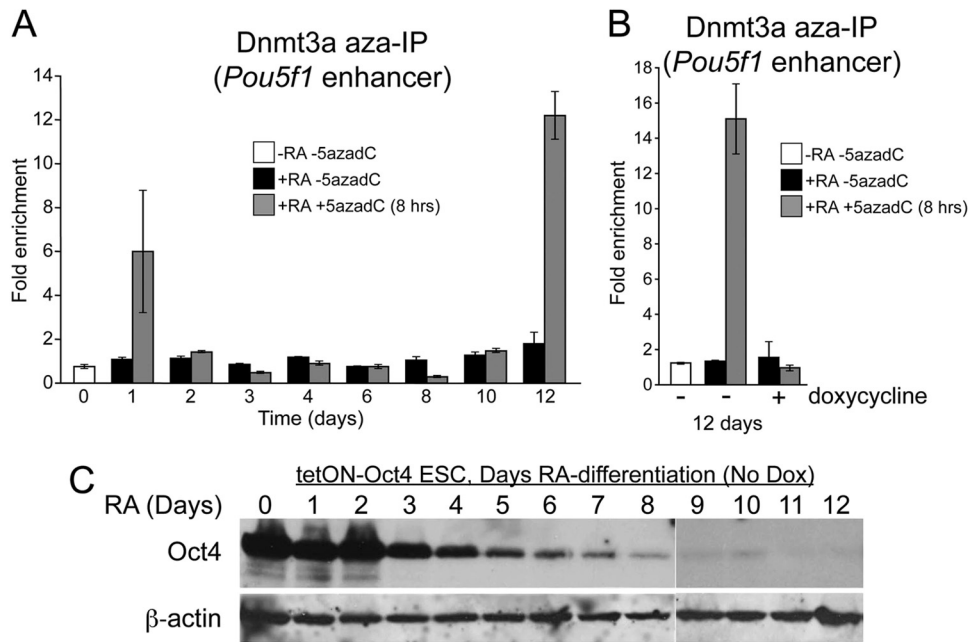 A
Dnmt3a aza-IP
(Pou5f1 enhancer)
Fold enrichment
14
12
10
8
6
4
2
0
-RA -5azadC
+RA -5azadC
+RA +5azadC (8 hrs)
0 1 2 3 4 6 8 10 12
Time (days)
B
Dnmt3a aza-IP
(Pou5f1 enhancer)
Fold enrichment
18
16
14
12
10
8
6
4
2
0
-RA -5azadC
+RA -5azadC
+RA +5azadC (8 hrs)
- - + doxycycline
12 days
C
tetON-Oct4 ESC, Days RA-differentiation (No Dox)
RA (Days) 0 1 2 3 4 5 6 7 8 9 10 11 12
Oct4
β-actin